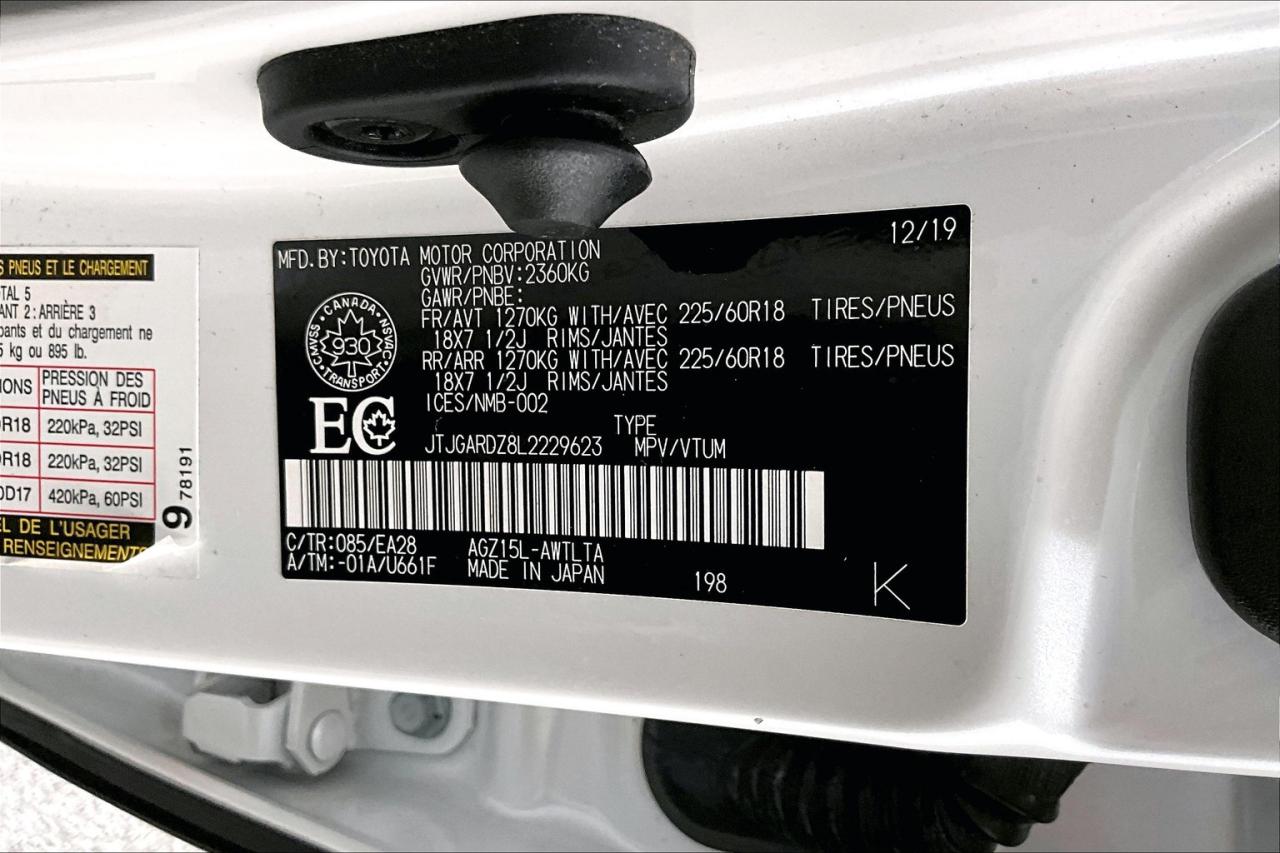 S PNEUS ET LE CHARGEMENT
TAL 5
ANT 2: ARRIÈRE 3
pants et du chargement ne
5 kg ou 895 lb.
IONS PRESSION DES
PNEUS À FROID
0R18 220kPa, 32PSI
0R18 220kPa, 32PSI
0D17 420kPa, 60PSI
EL DE L'USAGER
RENSEIGNEMENTS
9 78191
12/19
MFD. BY: TOYOTA MOTOR CORPORATION
GVWR/PNBV: 2360KG
GAWR/PNBE:
FR/AVT 1270KG WITH/AVEC 225/60R18 TIRES/PNEUS
18X7 1/2J RIMS/JANTES
RR/ARR 1270KG WITH/AVEC 225/60R18 TIRES/PNEUS
18X7 1/2J RIMS/JANTES
ICES/NMB-002
CANADA
CMVSS 930 NSVAC
TRANSPORT
EC
TYPE
JTJGARDZ8L2229623 MPV/VTUM
C/TR: 085/EA28 AGZ15L-AWTLTA
A/TM: -01A/U661F MADE IN JAPAN 198 K